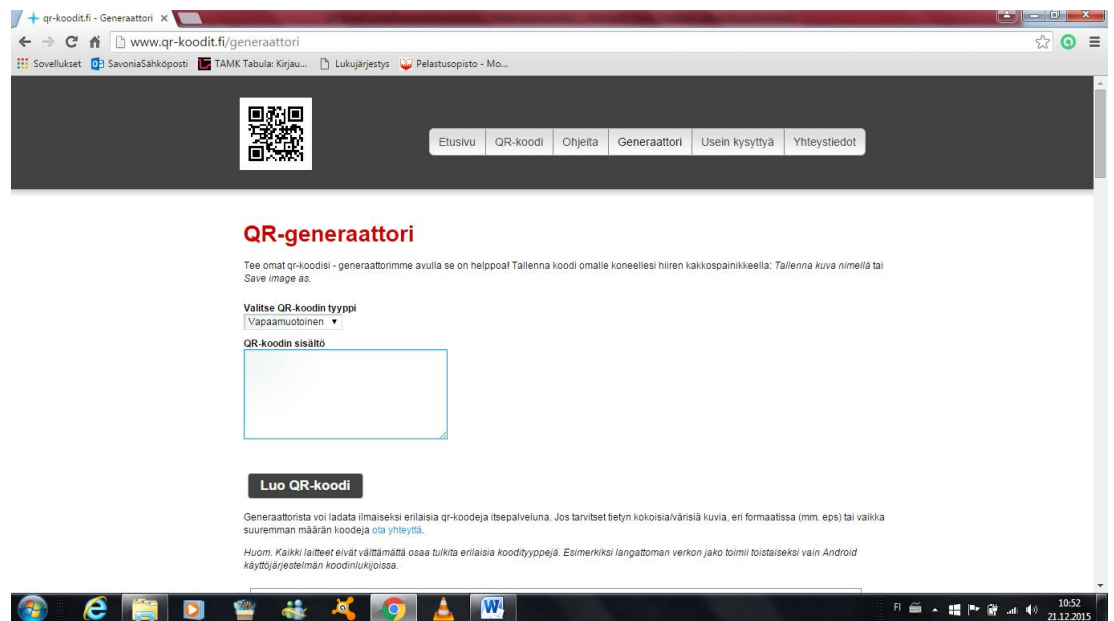 qr-koodit.fi - Generaattori
www.qr-koodit.fi/generaattori
Sovellukset SavoniaSähköposti TAMK Tabula: Kirjau... Lukujärjestys Pelastusopisto - Mo...
Etusivu QR-koodi Ohjeita Generaattori Usein kysyttyä Yhteystiedot
QR-generaattori
Tee omat qr-koodisi - generaattorimme avulla se on helppoa! Tallenna koodi omalle koneellesi hiiren kakkospainikkeella: Tallenna kuva nimellä tai
Save image as.
Valitse QR-koodin tyyppi
Vapaamuotoinen
QR-koodin sisältö
Luo QR-koodi
Generaattorista voi ladata ilmaiseksi erilaisia qr-koodeja itsepalveluna. Jos tarvitset tietyn kokoisia/värisiä kuvia, eri formaatissa (mm. eps) tai vaikka
suuremman määrän koodeja ota yhteyttä.
Huom. Kaikki laitteet eivät välttämättä osaa tulkita erilaisia koodityyppejä. Esimerkiksi langattoman verkon jako toimii toistaiseksi vain Android
käyttöjärjestelmän koodinlukijoissa.
FI 10:52
21.12.2015